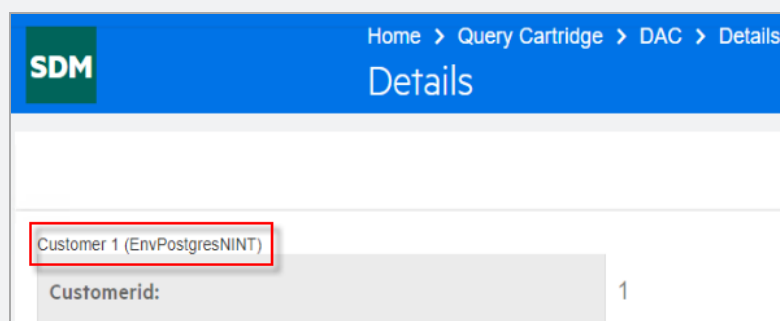 SDM
Home > Query Cartridge > DAC > Details
Details
Customer 1 (EnvPostgresNINT)
Customerid: 1